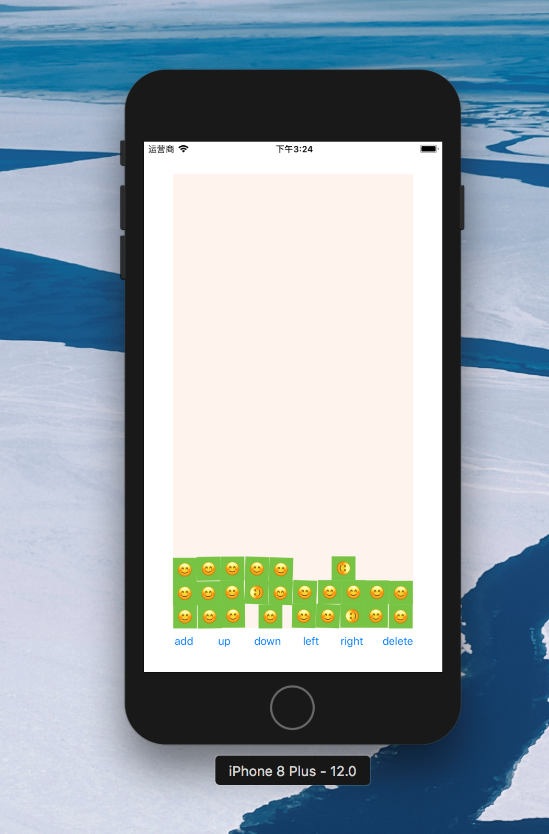 运营商 下午3:24
add up down left right delete
iPhone 8 Plus - 12.0